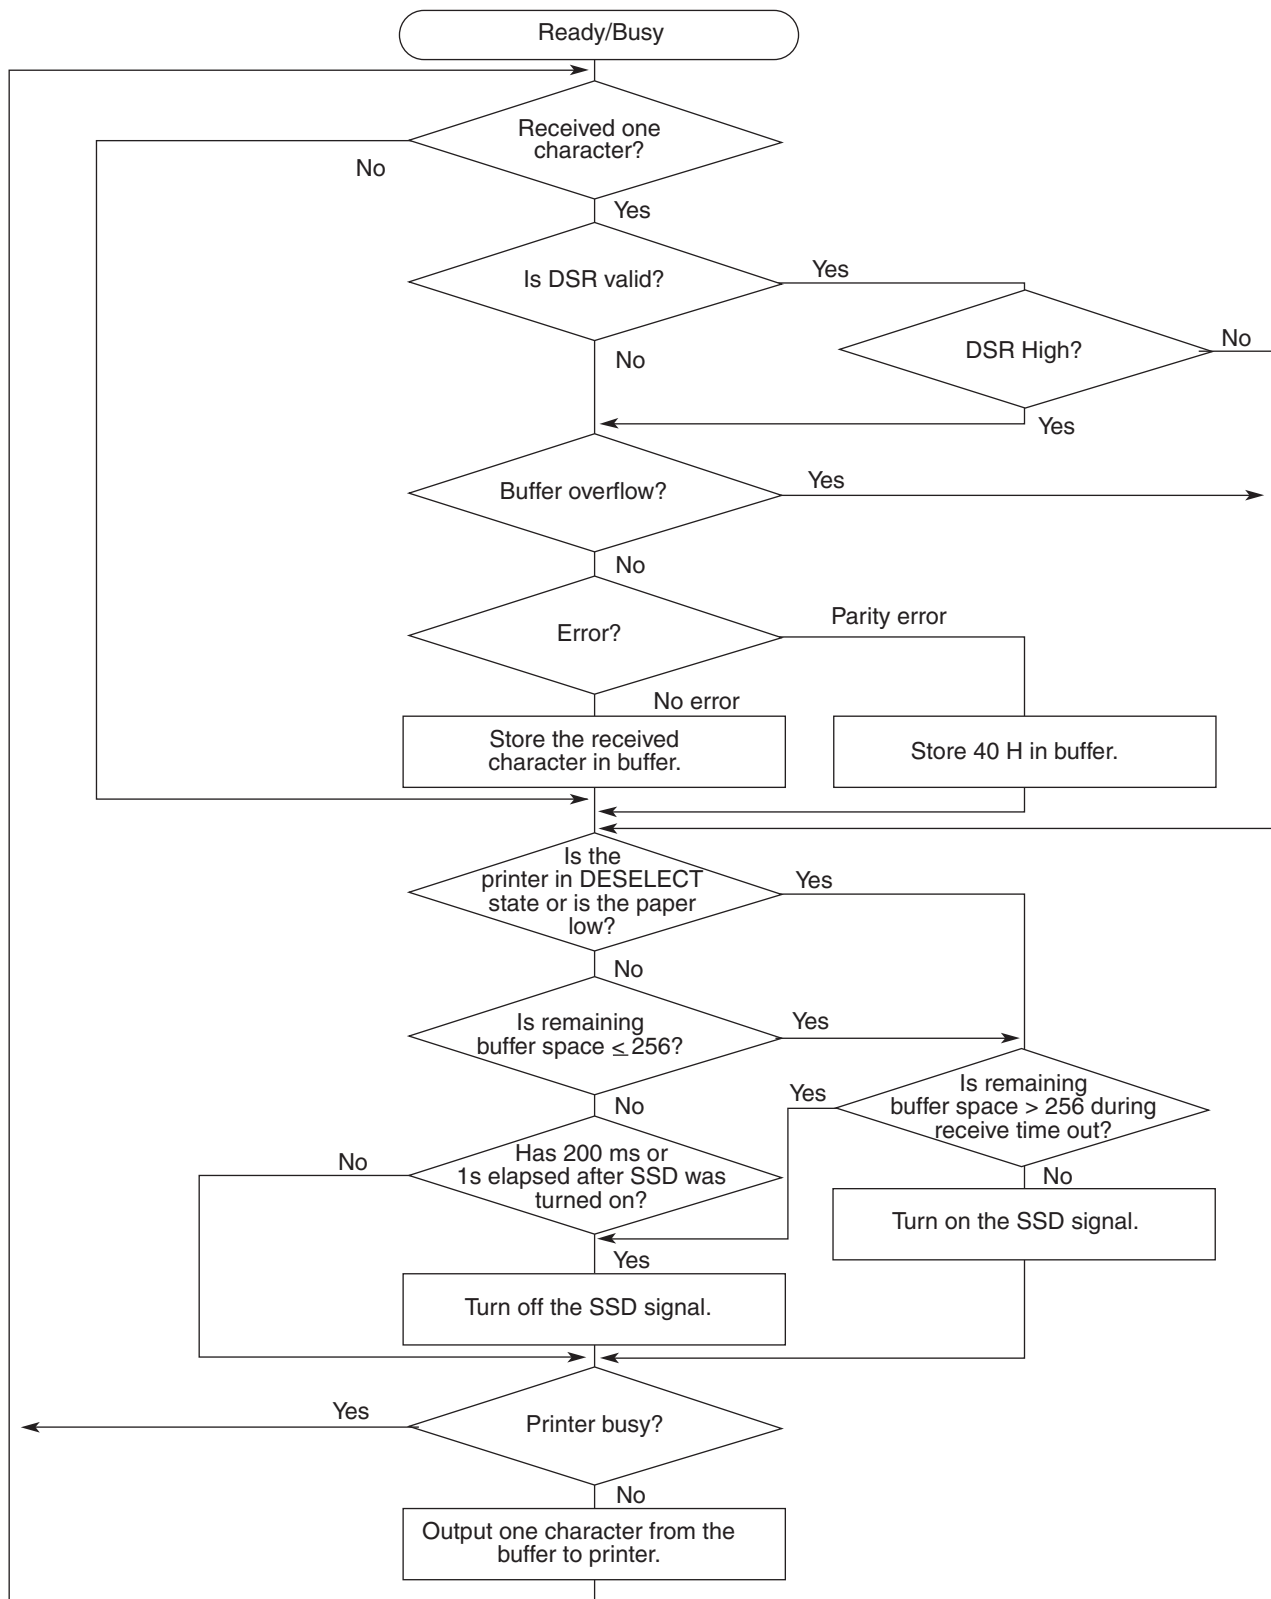 Ready/Busy
Received one
character?
No
Yes
Is DSR valid?
Yes
DSR High?
No
No
Yes
Buffer overflow?
Yes
No
Error?
Parity error
No error
Store the received
character in buffer.
Store 40 H in buffer.
Is the
printer in DESELECT
state or is the paper
low?
Yes
No
Is remaining
buffer space ≤ 256?
Yes
Is remaining
buffer space > 256 during
receive time out?
Yes
No
No
Has 200 ms or
1s elapsed after SSD was
turned on?
No
Turn on the SSD signal.
Yes
Turn off the SSD signal.
Printer busy?
Yes
No
Output one character from the
buffer to printer.